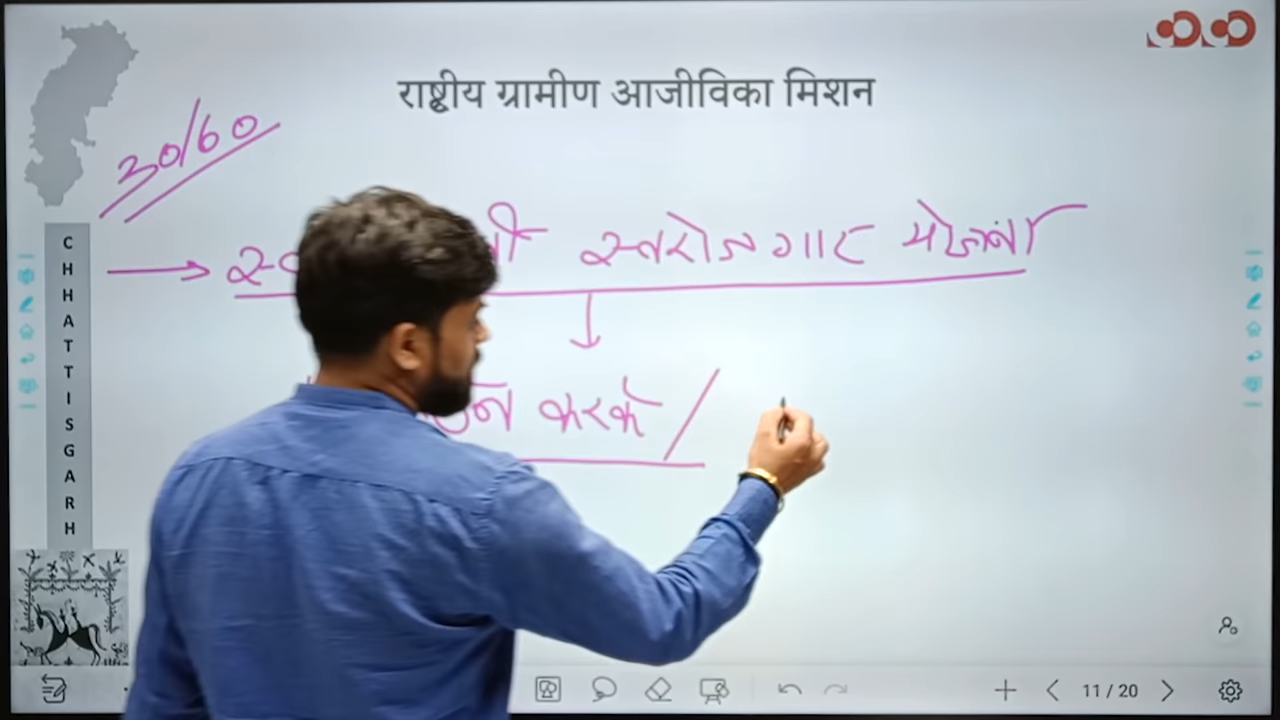 राष्ट्रीय ग्रामीण आजीविका मिशन
30/60
स्वरोजगार योजना
करके /
CHHATTISGARH
11 / 20